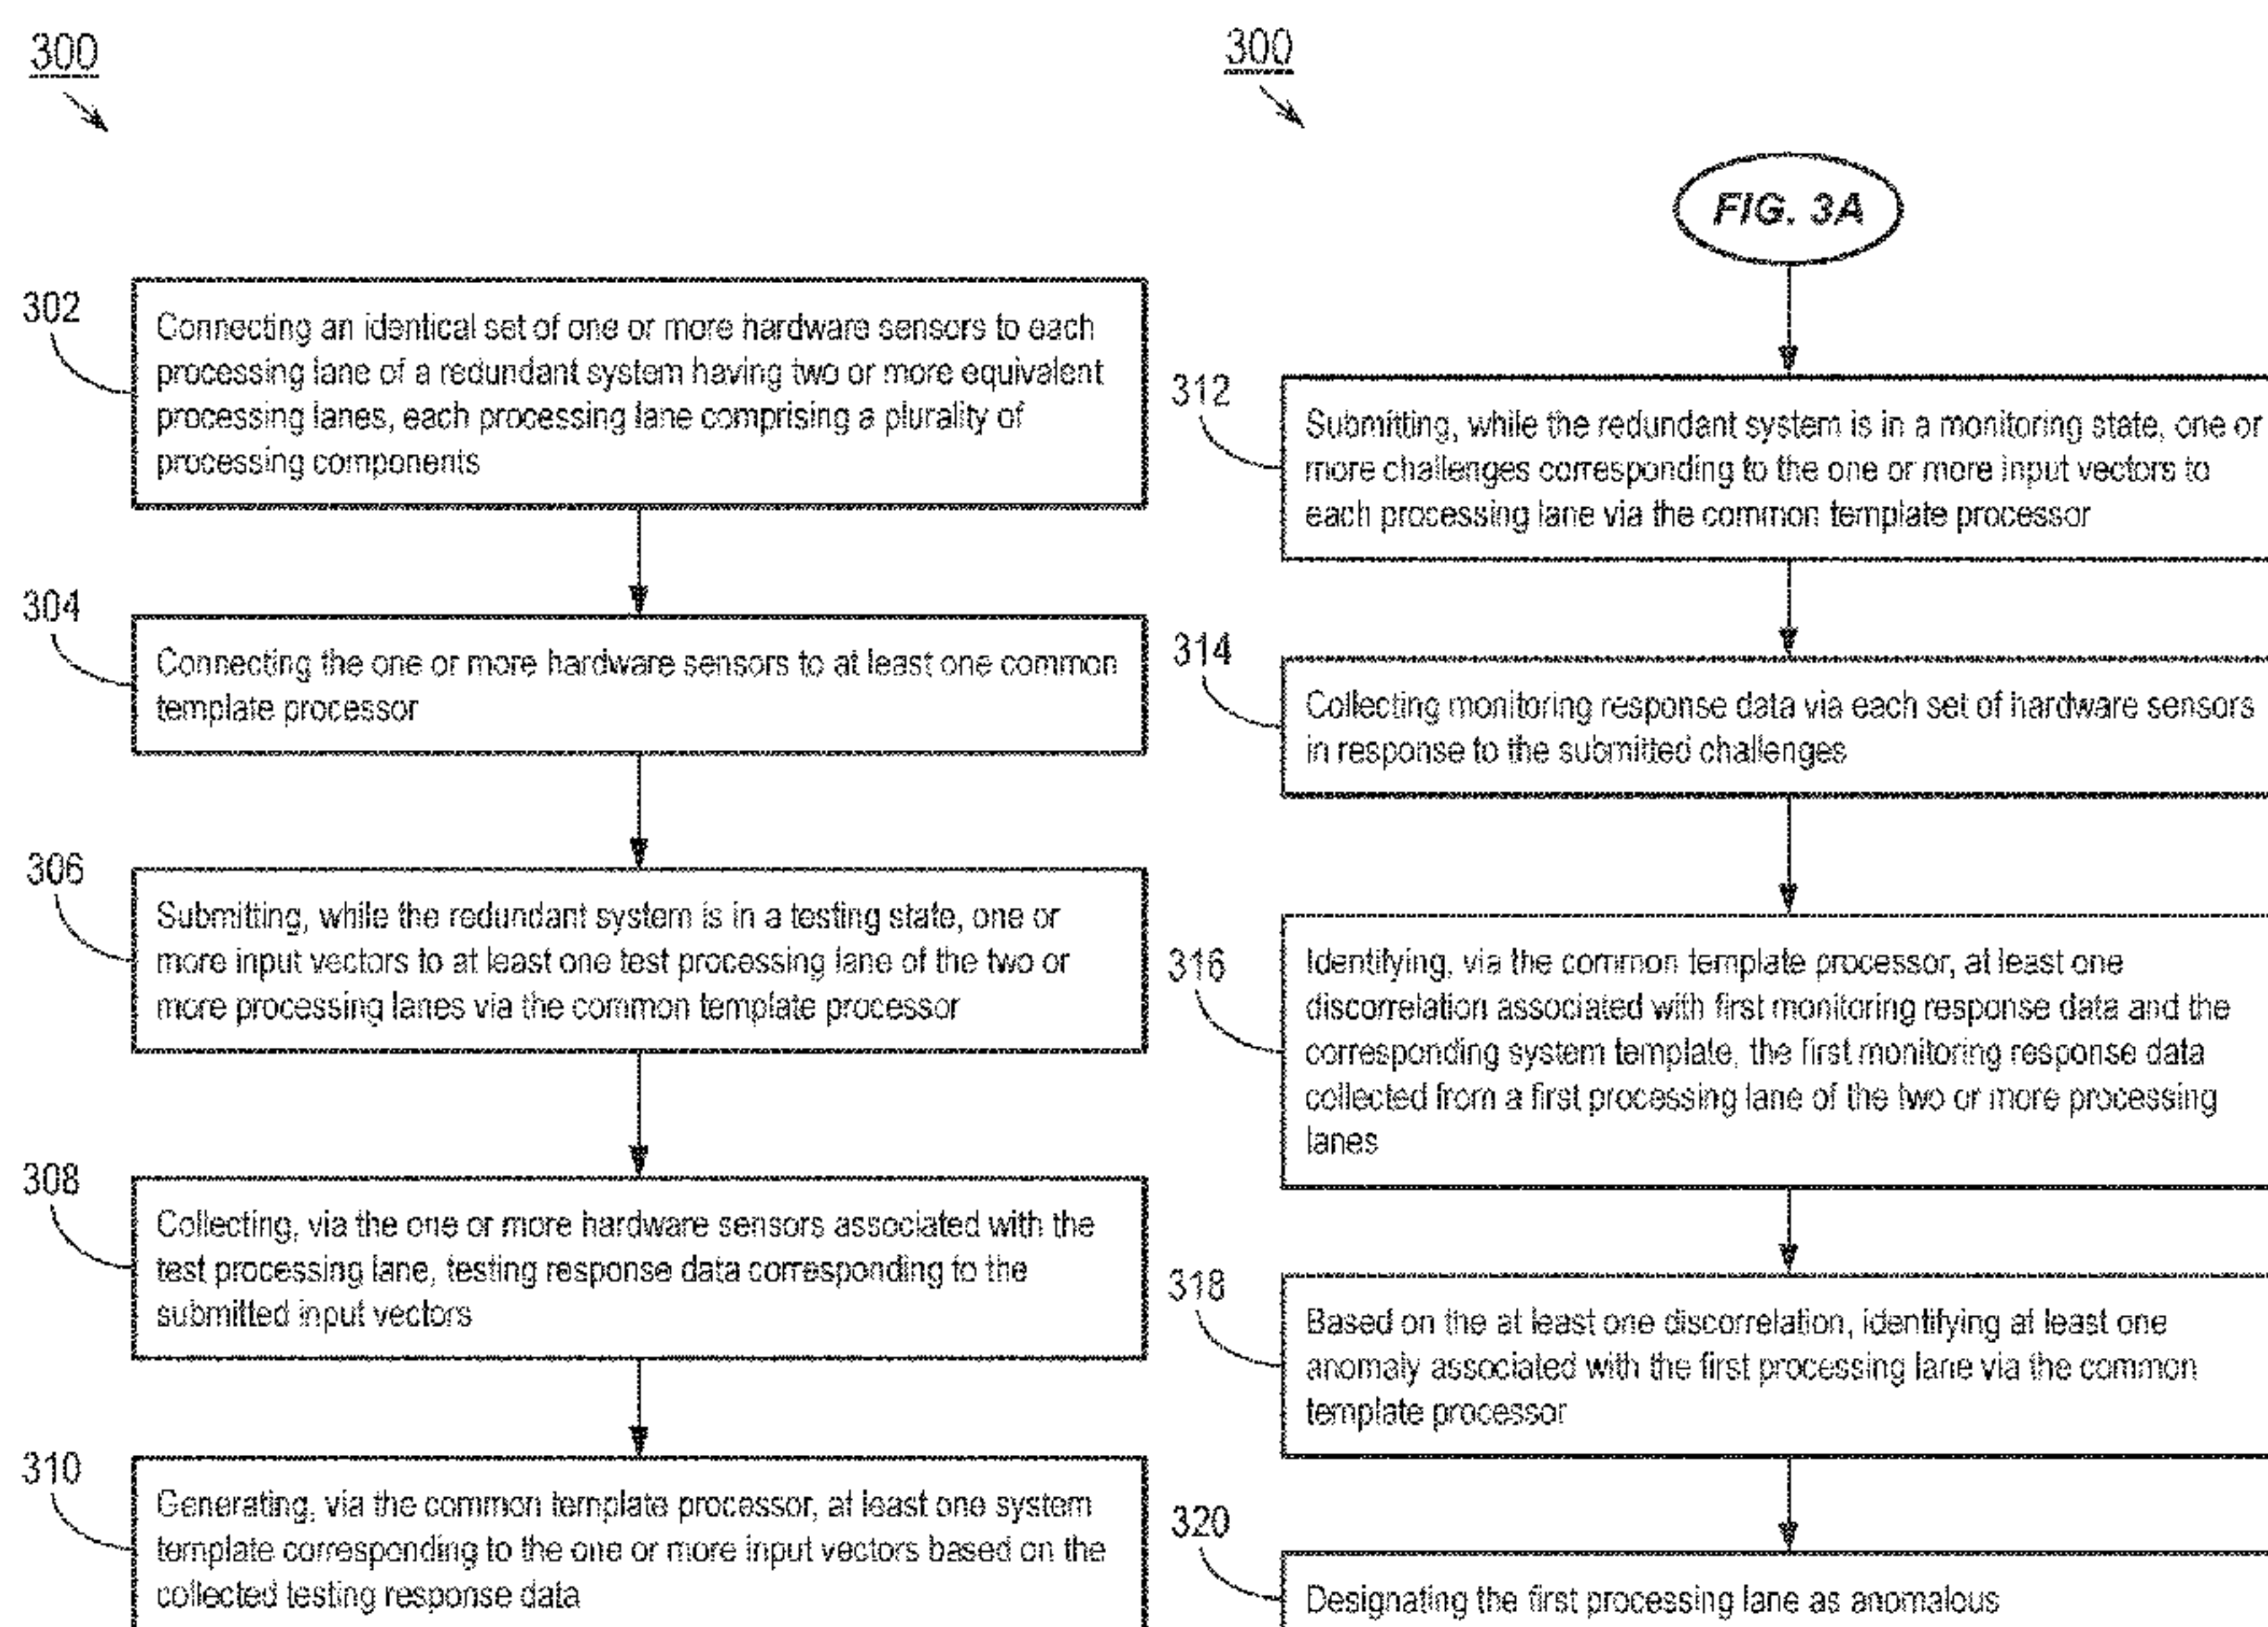 300
302
Connecting an identical set of one or more hardware sensors to each
processing lane of a redundant system having two or more equivalent
processing lanes, each processing lane comprising a plurality of
processing components
304
Connecting the one or more hardware sensors to at least one common
template processor
306
Submitting, while the redundant system is in a testing state, one or
more input vectors to at least one test processing lane of the two or
more processing lanes via the common template processor
308
Collecting, via the one or more hardware sensors associated with the
test processing lane, testing response data corresponding to the
submitted input vectors
310
Generating, via the common template processor, at least one system
template corresponding to the one or more input vectors based on the
collected testing response data
300
FIG. 3A
312
Submitting, while the redundant system is in a monitoring state, one or
more challenges corresponding to the one or more input vectors to
each processing lane via the common template processor
314
Collecting monitoring response data via each set of hardware sensors
in response to the submitted challenges
316
Identifying, via the common template processor, at least one
discorrelation associated with first monitoring response data and the
corresponding system template, the first monitoring response data
collected from a first processing lane of the two or more processing
lanes
318
Based on the at least one discorrelation, identifying at least one
anomaly associated with the first processing lane via the common
template processor
320
Designating the first processing lane as anomalous